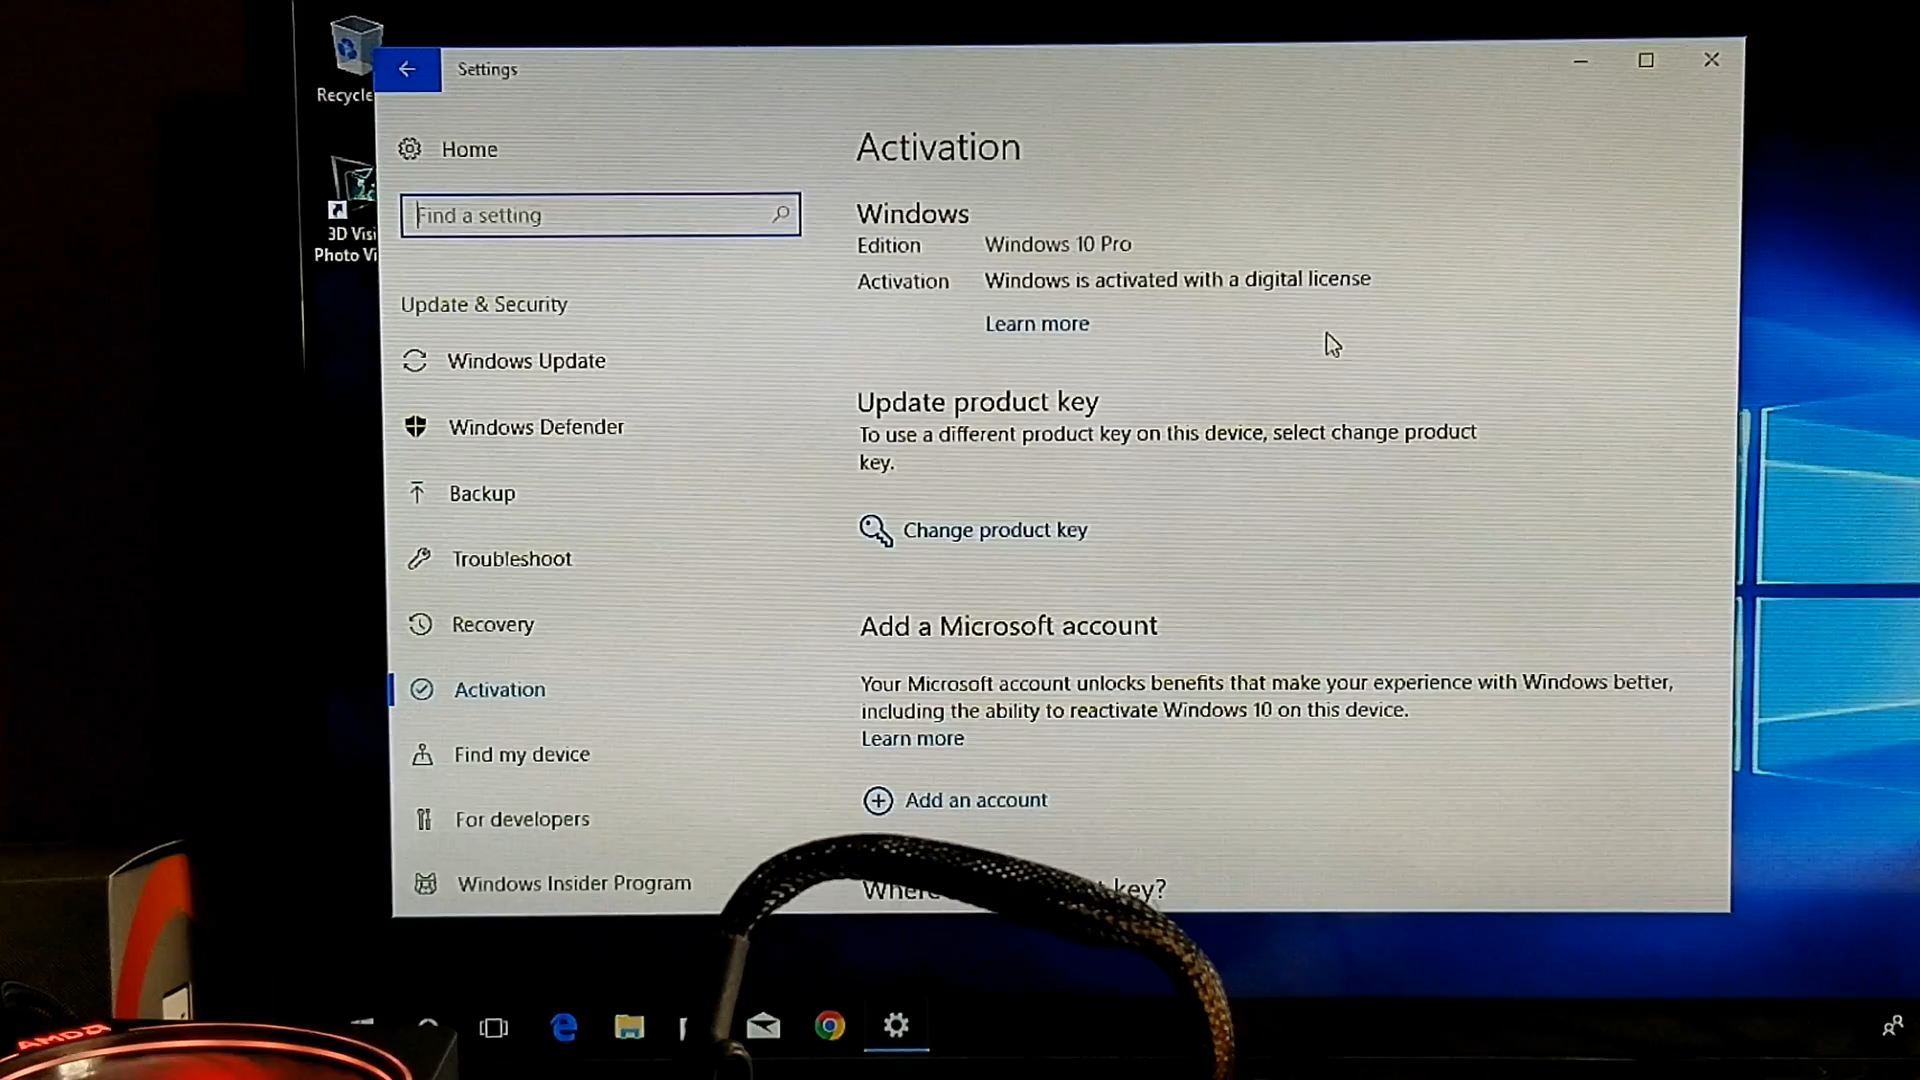 Recycle
3D Visi
Photo Vi
Settings
Home
Find a setting
Update & Security
Windows Update
Windows Defender
Backup
Troubleshoot
Recovery
Activation
Find my device
For developers
Windows Insider Program
Activation
Windows
Edition Windows 10 Pro
Activation Windows is activated with a digital license
Learn more
Update product key
To use a different product key on this device, select change product
key.
Change product key
Add a Microsoft account
Your Microsoft account unlocks benefits that make your experience with Windows better,
including the ability to reactivate Windows 10 on this device.
Learn more
Add an account
Where key?
AMD